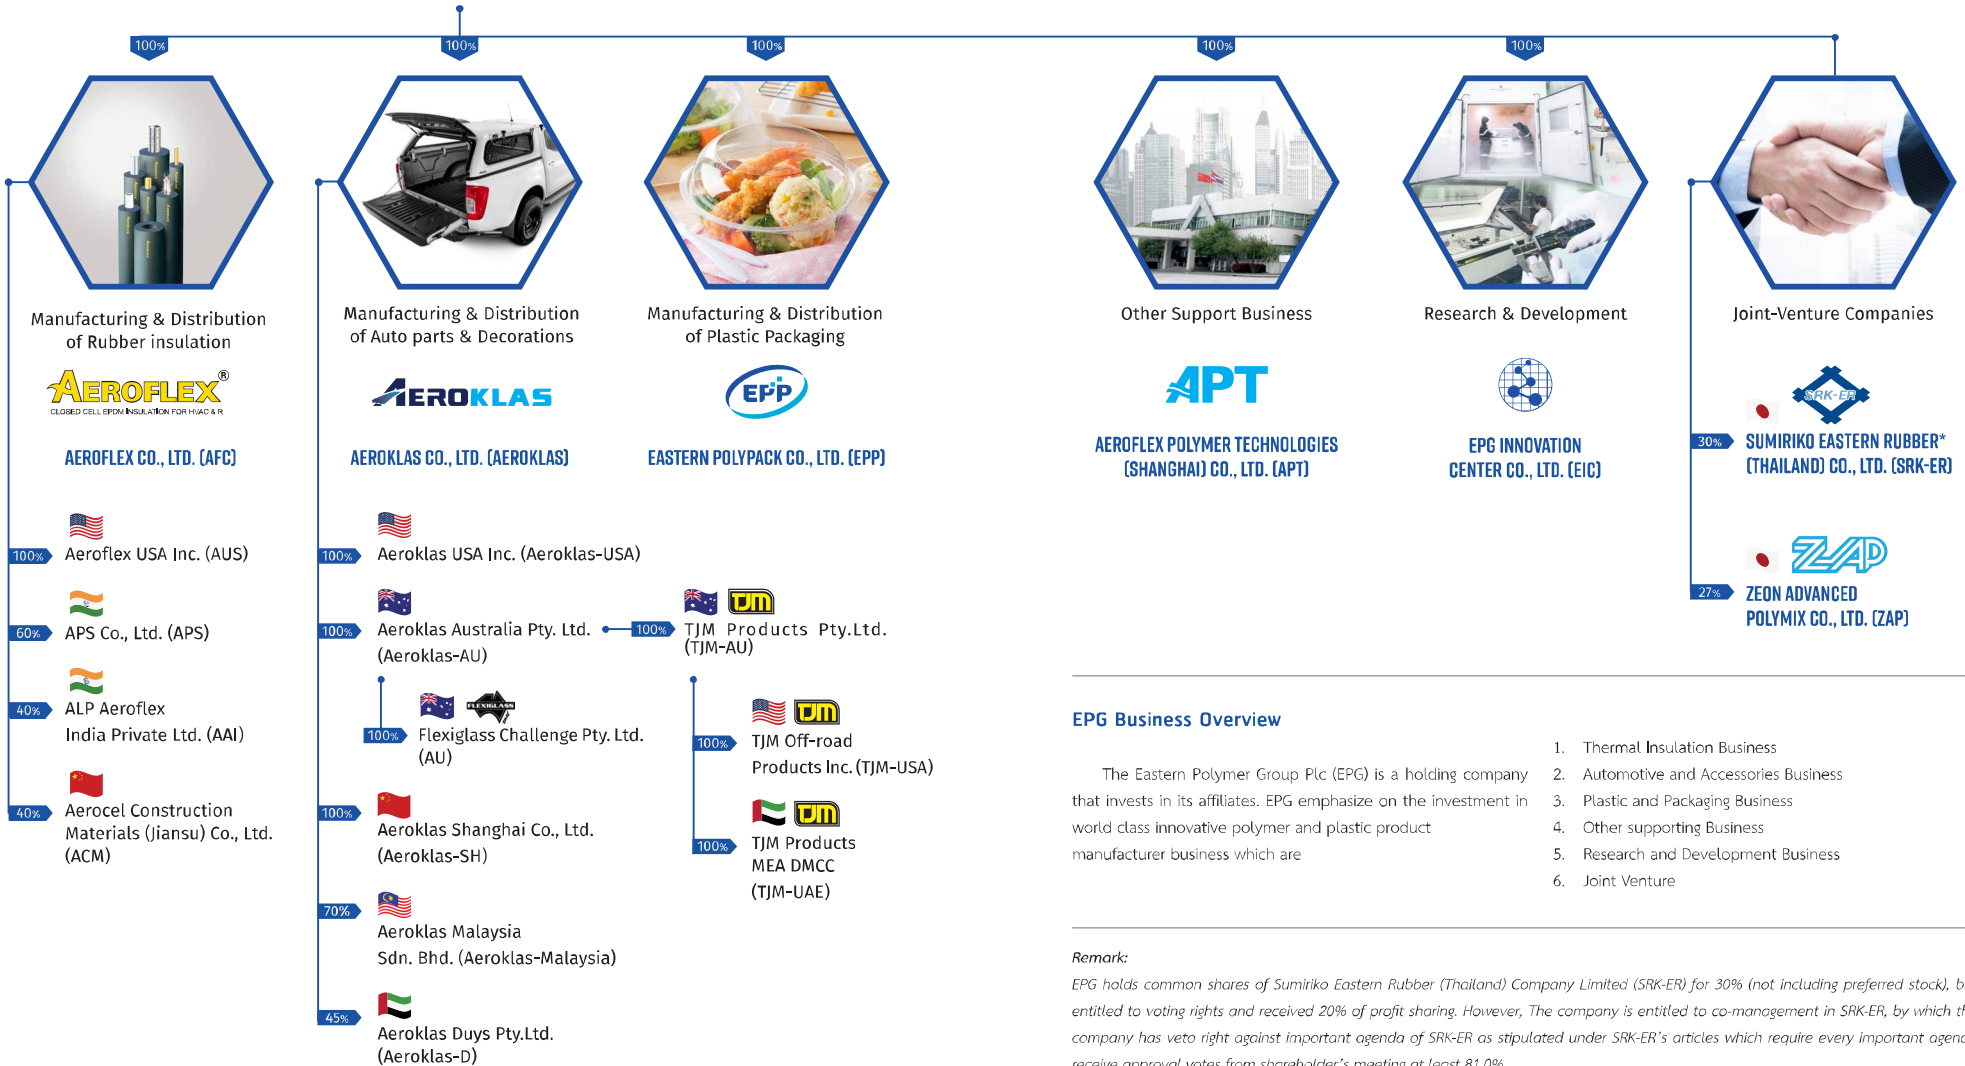 100%
100%
100%
100%
100%
Manufacturing & Distribution
of Rubber insulation
AEROFLEX®
CLOSED CELL EPDM INSULATION FOR HVAC & R
AEROFLEX CO., LTD. (AFC)
100%
Aeroflex USA Inc. (AUS)
60%
APS Co., Ltd. (APS)
40%
ALP Aeroflex
India Private Ltd. (AAI)
40%
Aerocel Construction
Materials (Jiansu) Co., Ltd.
(ACM)
Manufacturing & Distribution
of Auto parts & Decorations
AEROKLAS
AEROKLAS CO., LTD. (AEROKLAS)
100%
Aeroklas USA Inc. (Aeroklas-USA)
100%
Aeroklas Australia Pty. Ltd.
(Aeroklas-AU)
100%
TJM
TJM Products Pty.Ltd.
(TJM-AU)
100%
FLEXIGLASS
Flexiglass Challenge Pty. Ltd.
(AU)
100%
TJM
TJM Off-road
Products Inc. (TJM-USA)
100%
TJM
TJM Products
MEA DMCC
(TJM-UAE)
100%
Aeroklas Shanghai Co., Ltd.
(Aeroklas-SH)
70%
Aeroklas Malaysia
Sdn. Bhd. (Aeroklas-Malaysia)
45%
Aeroklas Duys Pty.Ltd.
(Aeroklas-D)
Manufacturing & Distribution
of Plastic Packaging
EPP
EASTERN POLYPACK CO., LTD. (EPP)
Other Support Business
APT
AEROFLEX POLYMER TECHNOLOGIES
(SHANGHAI) CO., LTD. (APT)
Research & Development
EPG INNOVATION
CENTER CO., LTD. (EIC)
Joint-Venture Companies
SRK-ER
30%
SUMIRIKO EASTERN RUBBER*
(THAILAND) CO., LTD. (SRK-ER)
ZAP
27%
ZEON ADVANCED
POLYMIX CO., LTD. (ZAP)
EPG Business Overview
The Eastern Polymer Group Plc (EPG) is a holding company
that invests in its affiliates. EPG emphasize on the investment in
world class innovative polymer and plastic product
manufacturer business which are
1. Thermal Insulation Business
2. Automotive and Accessories Business
3. Plastic and Packaging Business
4. Other supporting Business
5. Research and Development Business
6. Joint Venture
Remark:
EPG holds common shares of Sumiriko Eastern Rubber (Thailand) Company Limited (SRK-ER) for 30% (not including preferred stock), b
entitled to voting rights and received 20% of profit sharing. However, The company is entitled to co-management in SRK-ER, by which th
company has veto right against important agenda of SRK-ER as stipulated under SRK-ER's articles which require every important agend
receive approval votes from shareholder's meeting at least 81.0%